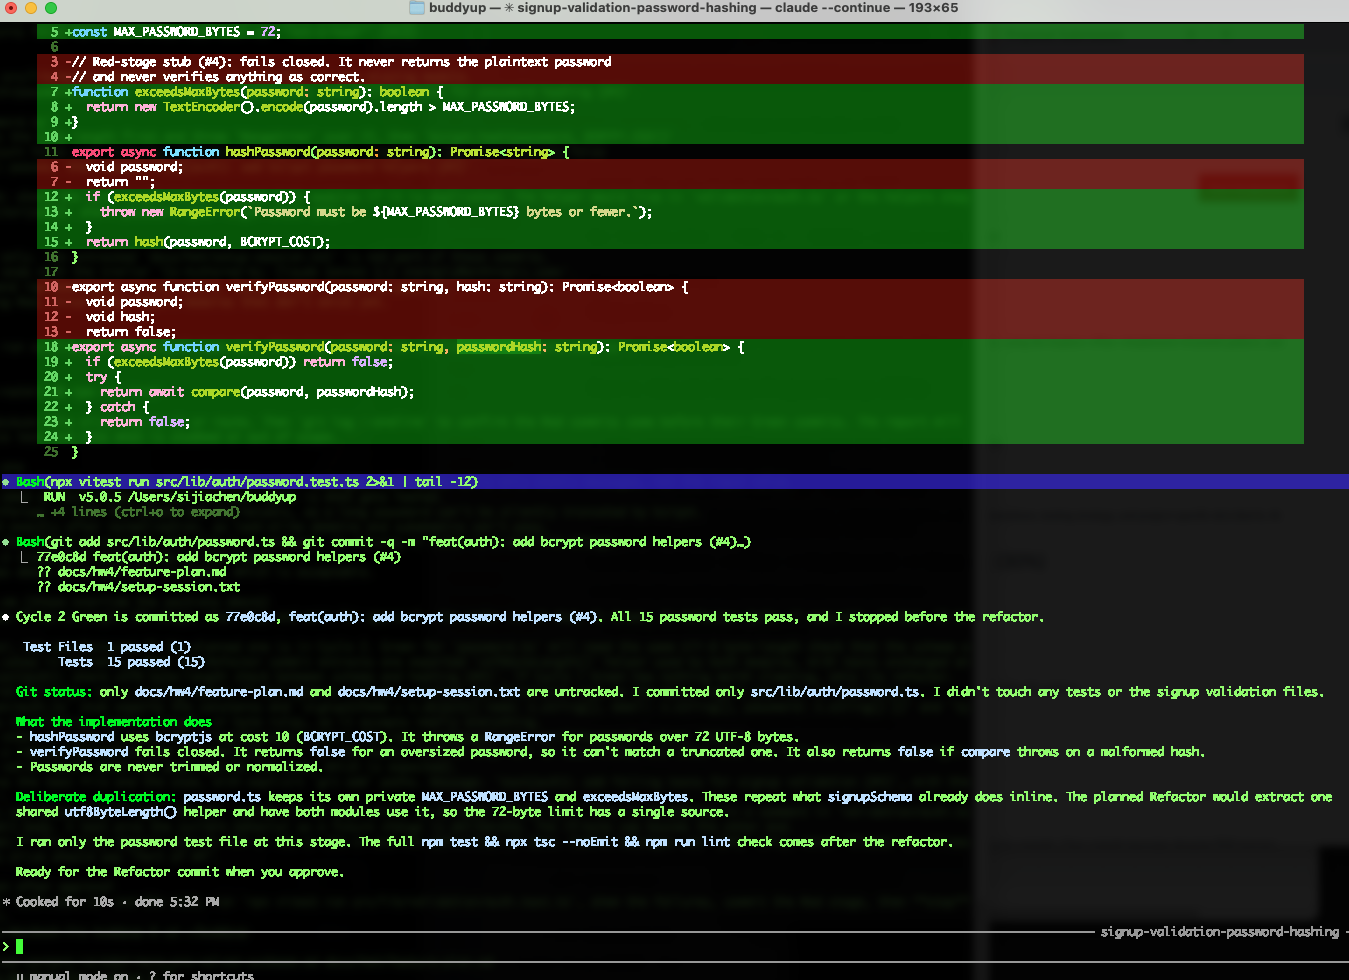 buddyup — ✳ signup-validation-password-hashing — claude --continue — 193×65
5 +const MAX_PASSWORD_BYTES = 72;
6
3 -// Red-stage stub (#4): fails closed. It never returns the plaintext password
4 -// and never verifies anything as correct.
7 +function exceedsMaxBytes(password: string): boolean {
8 +  return new TextEncoder().encode(password).length > MAX_PASSWORD_BYTES;
9 +}
10 +
11  export async function hashPassword(password: string): Promise<string> {
6 -  void password;
7 -  return "";
12 +  if (exceedsMaxBytes(password)) {
13 +    throw new RangeError(`Password must be ${MAX_PASSWORD_BYTES} bytes or fewer.`);
14 +  }
15 +  return hash(password, BCRYPT_COST);
16  }
17
10 -export async function verifyPassword(password: string, hash: string): Promise<boolean> {
11 -  void password;
12 -  void hash;
13 -  return false;
18 +export async function verifyPassword(password: string, passwordHash: string): Promise<boolean> {
19 +  if (exceedsMaxBytes(password)) return false;
20 +  try {
21 +    return await compare(password, passwordHash);
22 +  } catch {
23 +    return false;
24 +  }
25  }
● Bash(npx vitest run src/lib/auth/password.test.ts 2>&1 | tail -12)
⎿  RUN  v5.0.5 /Users/sijiachen/buddyup
… +4 lines (ctrl+o to expand)
● Bash(git add src/lib/auth/password.ts && git commit -q -m "feat(auth): add bcrypt password helpers (#4)…)
⎿  77e0c8d feat(auth): add bcrypt password helpers (#4)
?? docs/hw4/feature-plan.md
?? docs/hw4/setup-session.txt
● Cycle 2 Green is committed as 77e0c8d, feat(auth): add bcrypt password helpers (#4). All 15 password tests pass, and I stopped before the refactor.
Test Files  1 passed (1)
Tests  15 passed (15)
Git status: only docs/hw4/feature-plan.md and docs/hw4/setup-session.txt are untracked. I committed only src/lib/auth/password.ts. I didn't touch any tests or the signup validation files.
What the implementation does
- hashPassword uses bcryptjs at cost 10 (BCRYPT_COST). It throws a RangeError for passwords over 72 UTF-8 bytes.
- verifyPassword fails closed. It returns false for an oversized password, so it can't match a truncated one. It also returns false if compare throws on a malformed hash.
- Passwords are never trimmed or normalized.
Deliberate duplication: password.ts keeps its own private MAX_PASSWORD_BYTES and exceedsMaxBytes. These repeat what signupSchema already does inline. The planned Refactor would extract one
shared utf8ByteLength() helper and have both modules use it, so the 72-byte limit has a single source.
I ran only the password test file at this stage. The full npm test && npx tsc --noEmit && npm run lint check comes after the refactor.
Ready for the Refactor commit when you approve.
* Cooked for 10s · done 5:32 PM
signup-validation-password-hashing
>
manual mode on · ? for shortcuts